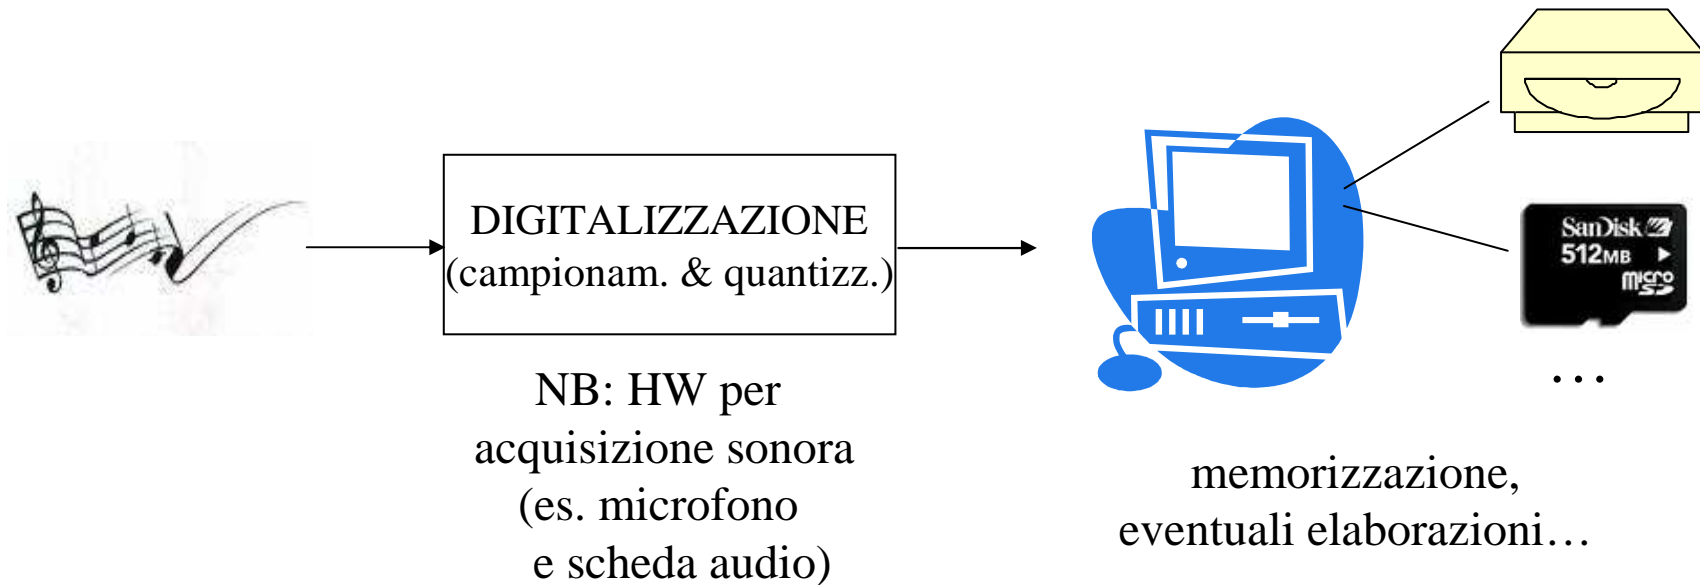 DIGITALIZZAZIONE
(campionam. & quantizz.)
NB: HW per
acquisizione sonora
(es. microfono
e scheda audio)
SanDisk
512MB
micro
SD
…
memorizzazione,
eventuali elaborazioni…